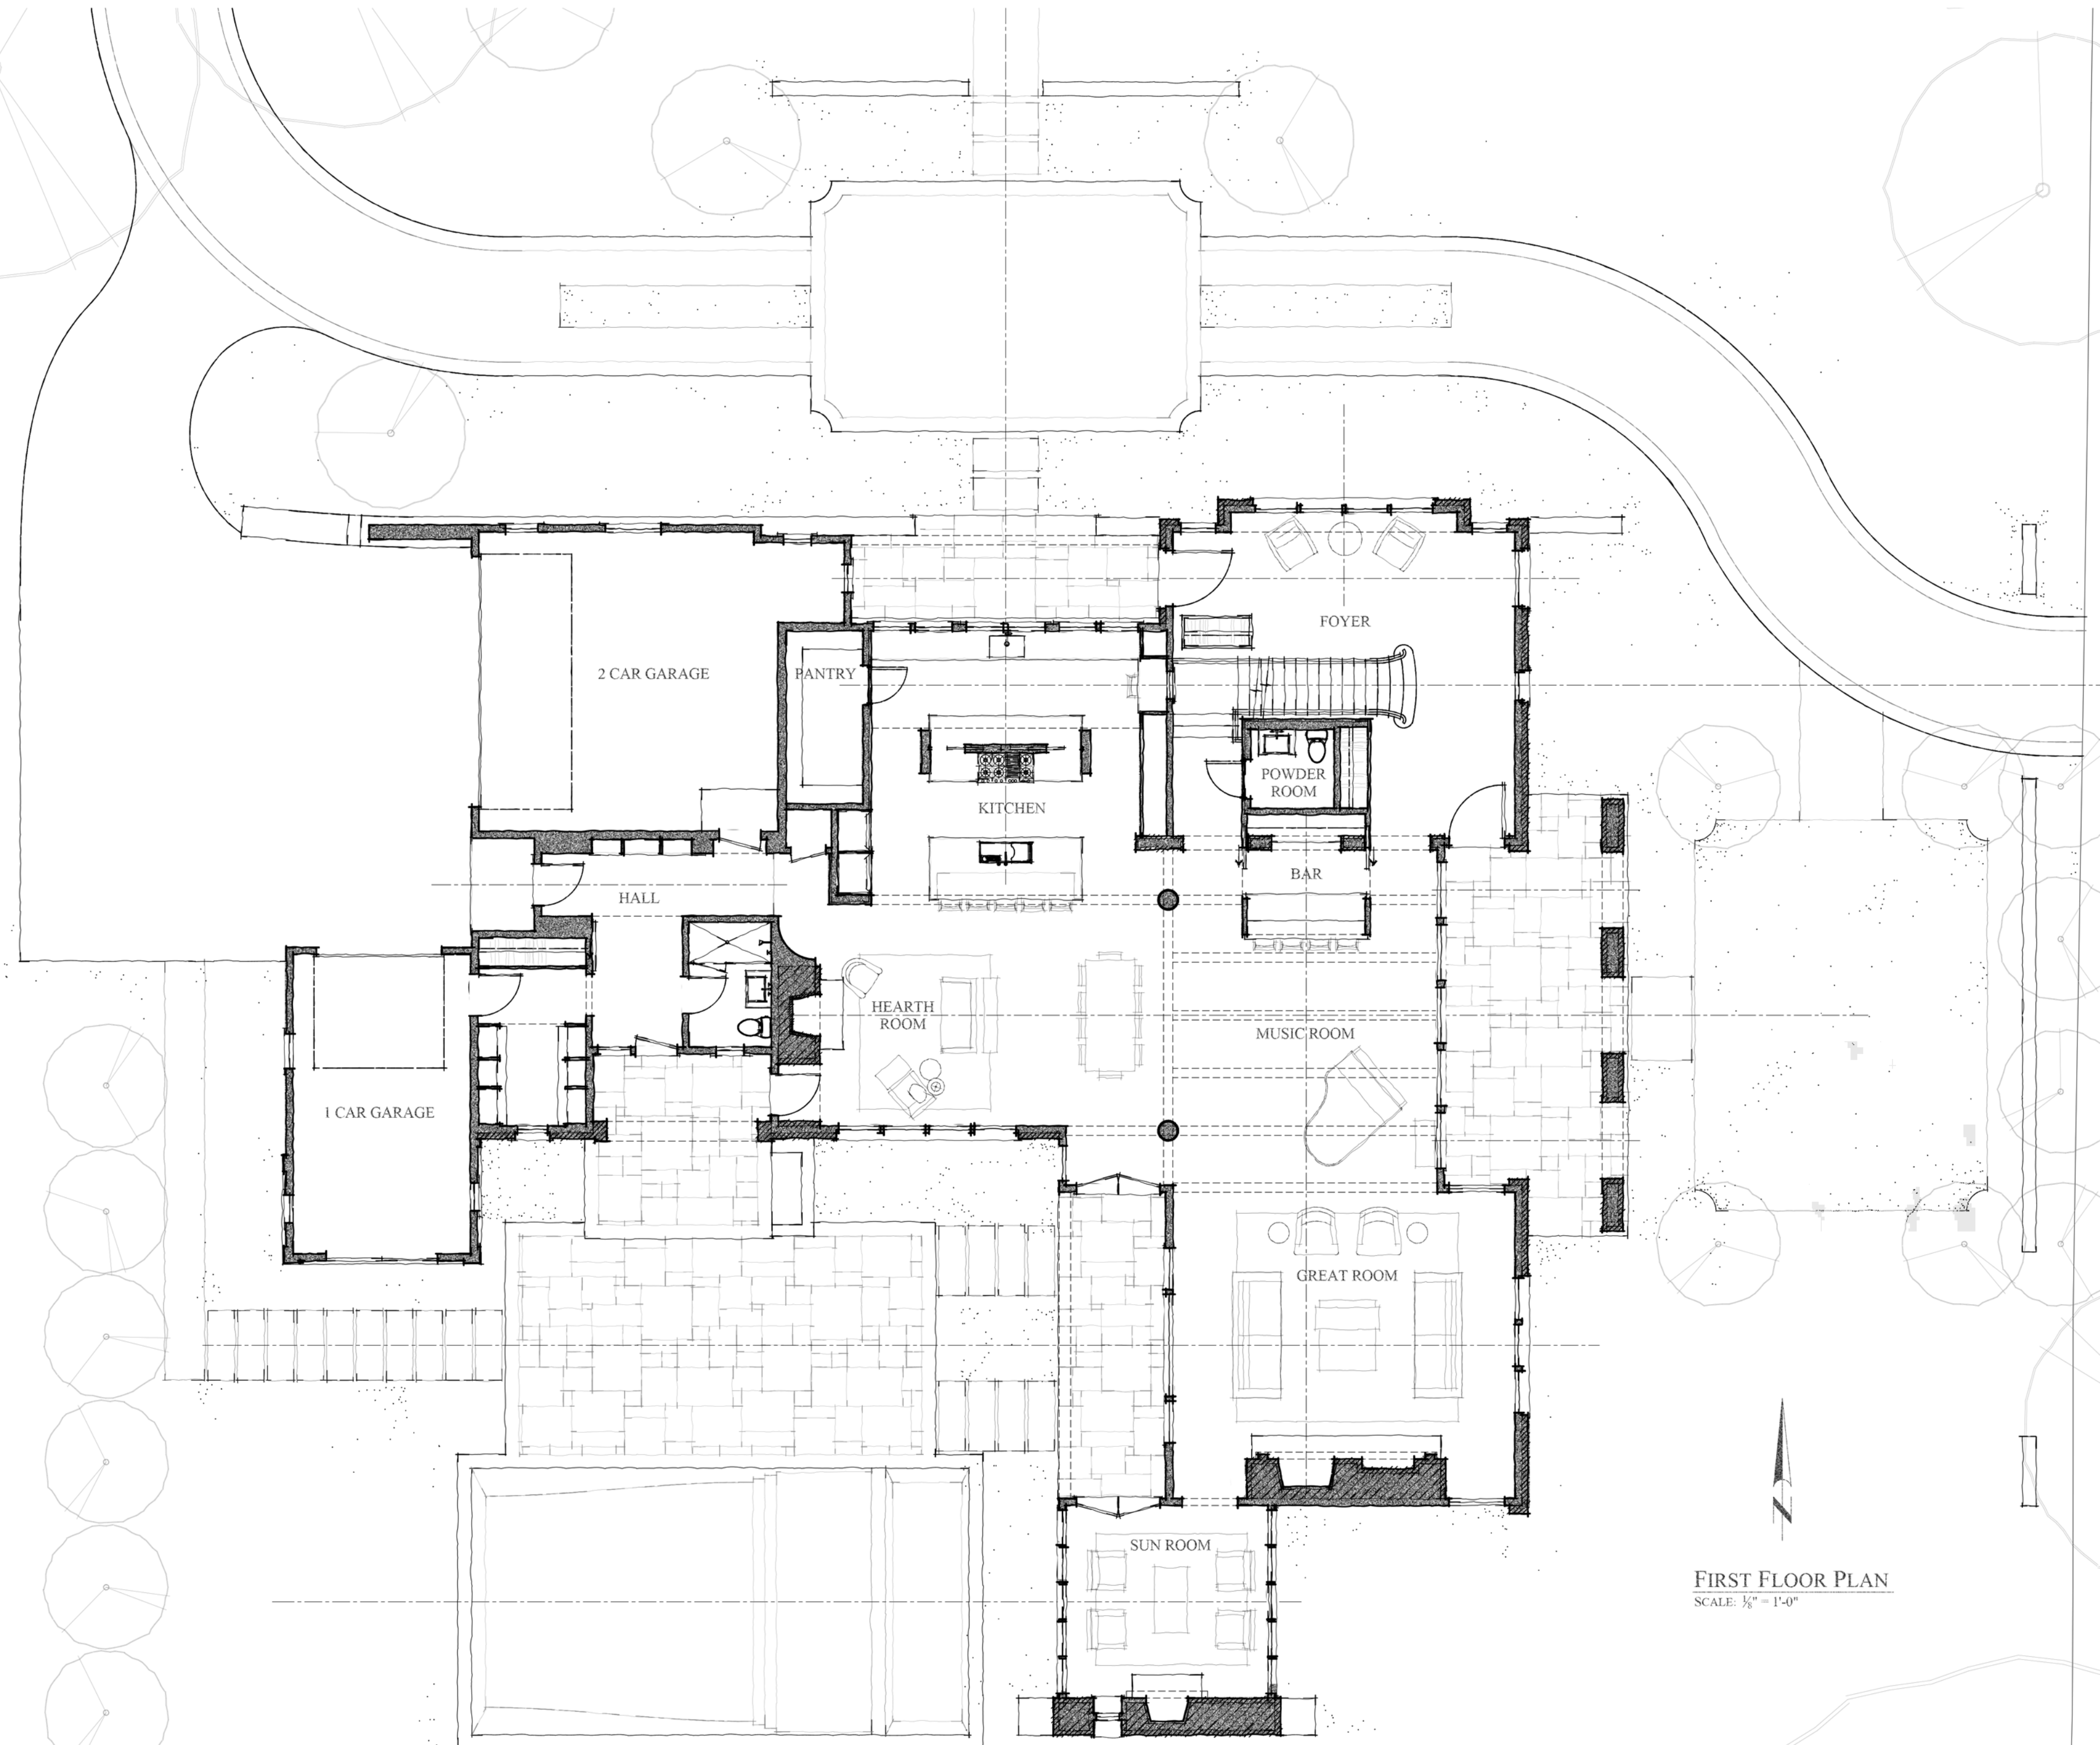 FOYER
2 CAR GARAGE
PANTRY
POWDER
ROOM
KITCHEN
BAR
HALL
HEARTH
ROOM
MUSIC ROOM
1 CAR GARAGE
GREAT ROOM
SUN ROOM
N
FIRST FLOOR PLAN
SCALE: ⅛" = 1'-0"